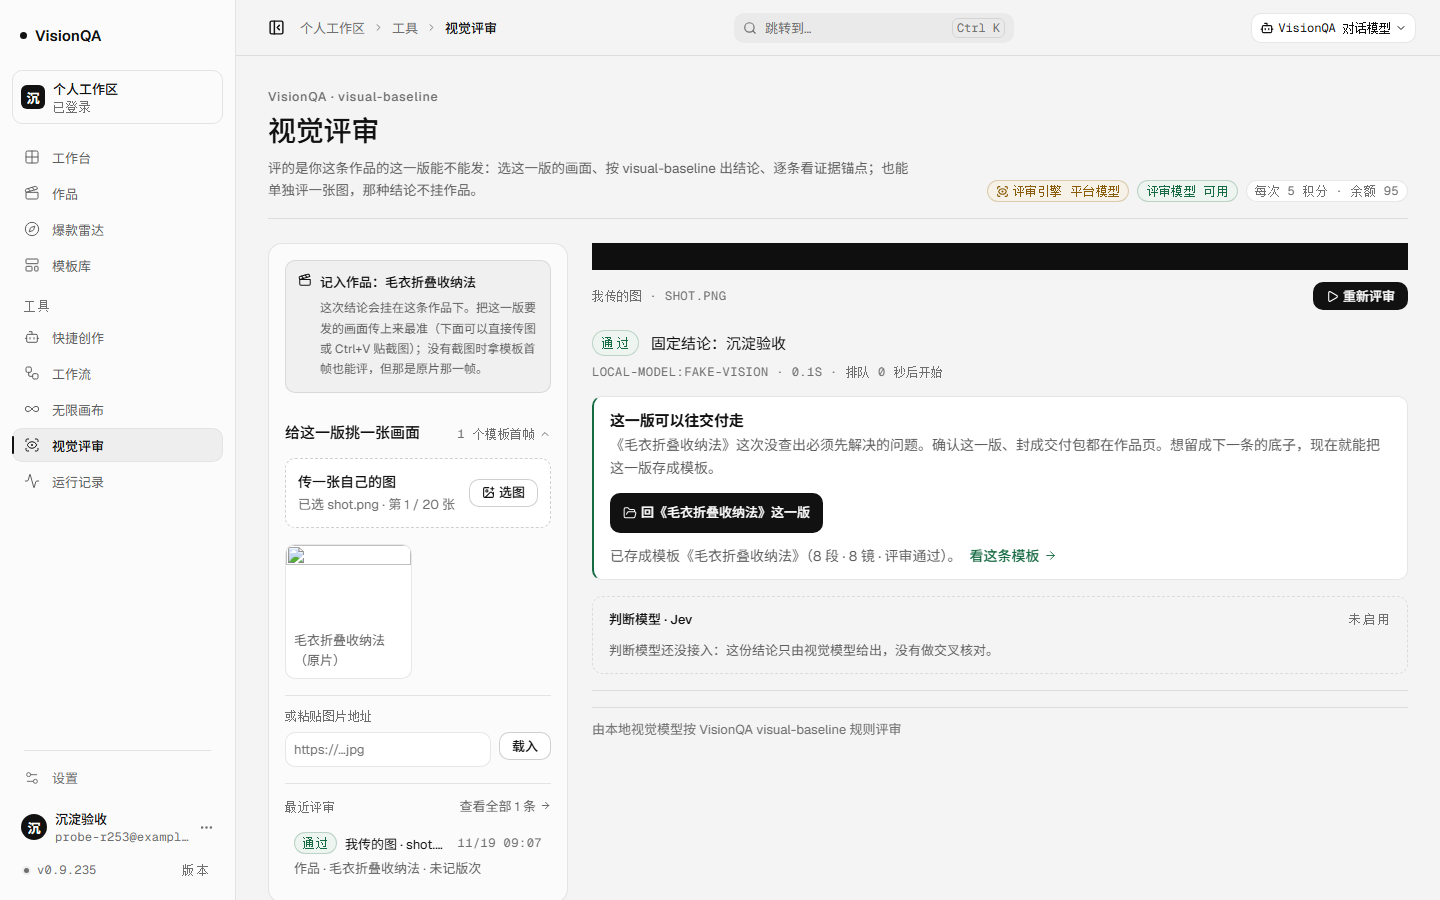 VisionQA
沉
个人工作区
已登录
工作台
作品
爆款雷达
模板库
工具
快捷创作
工作流
无限画布
视觉评审
运行记录
设置
沉
沉淀验收
probe-r253@exampl…
v0.9.235
版本
个人工作区
工具
视觉评审
跳转到…
Ctrl K
VisionQA 对话模型
VisionQA · visual-baseline
视觉评审
评的是你这条作品的这一版能不能发：选这一版的画面、按 visual-baseline 出结论、逐条看证据锚点；也能
单独评一张图，那种结论不挂作品。
评审引擎 平台模型
评审模型 可用
每次 5 积分 · 余额 95
记入作品：毛衣折叠收纳法
这次结论会挂在这条作品下。把这一版要
发的画面传上来最准（下面可以直接传图
或 Ctrl+V 贴截图）；没有截图时拿模板首
帧也能评，但那是原片那一帧。
给这一版挑一张画面
1 个模板首帧
传一张自己的图
已选 shot.png · 第 1 / 20 张
选图
毛衣折叠收纳法
（原片）
或粘贴图片地址
https://…jpg
载入
最近评审
查看全部 1 条 →
通过
我传的图 · shot.…
11/19 09:07
作品 · 毛衣折叠收纳法 · 未记版次
我传的图 · SHOT.PNG
重新评审
通过
固定结论：沉淀验收
LOCAL-MODEL:FAKE-VISION · 0.1S · 排队 0 秒后开始
这一版可以往交付走
《毛衣折叠收纳法》这次没查出必须先解决的问题。确认这一版、封成交付包都在作品页。想留成下一条的底子，现在就能把
这一版存成模板。
回《毛衣折叠收纳法》这一版
已存成模板《毛衣折叠收纳法》（8 段 · 8 镜 · 评审通过）。 看这条模板 →
判断模型 · Jev
未启用
判断模型还没接入：这份结论只由视觉模型给出，没有做交叉核对。
由本地视觉模型按 VisionQA visual-baseline 规则评审